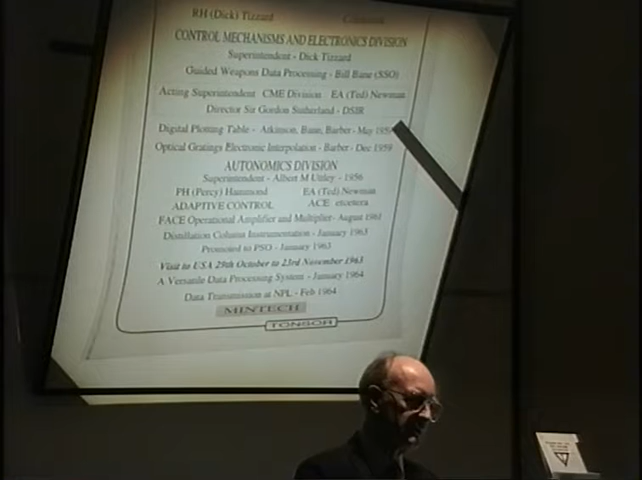 RH (Dick) Tizzard
CONTROL MECHANISMS AND ELECTRONICS DIVISION
Superintendent - Dick Tizzard
Guided Weapons Data Processing - Bill Bane (SSO)
Acting Superintendent CME Division EA (Ted) Newman
Director Sir Gordon Sutherland - DSIR
Digital Plotting Table - Atkinson, Bane, Barber - May 1959
Optical Gratings Electronic Interpolation - Barber - Dec 1959
AUTONOMICS DIVISION
Superintendent - Albert M Uttley - 1956
PH (Percy) Hammond EA (Ted) Newman
ADAPTIVE CONTROL ACE etcetera
FACE Operational Amplifier and Multiplier - August 1961
Distillation Column Instrumentation - January 1963
Promoted to PSO - January 1963
Visit to USA 29th October to 23rd November 1963
A Versatile Data Processing System - January 1964
Data Transmission at NPL - Feb 1964
MINTECH
TONSOR